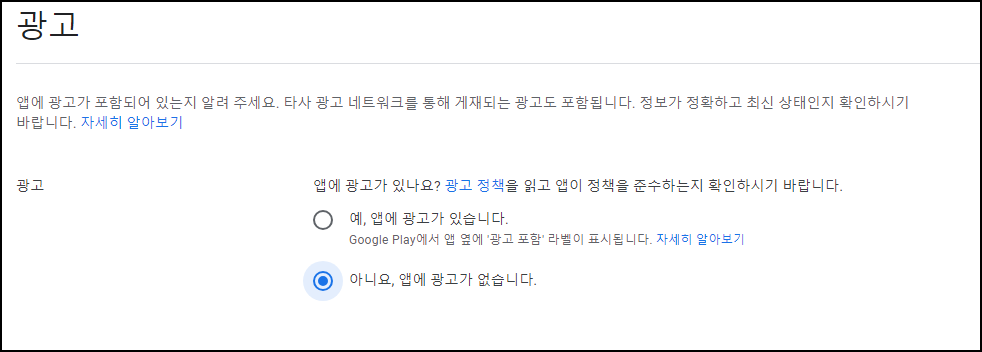 광고
앱에 광고가 포함되어 있는지 알려 주세요. 타사 광고 네트워크를 통해 게재되는 광고도 포함됩니다. 정보가 정확하고 최신 상태인지 확인하시기
바랍니다. 자세히 알아보기
광고
앱에 광고가 있나요? 광고 정책을 읽고 앱이 정책을 준수하는지 확인하시기 바랍니다.
예, 앱에 광고가 있습니다.
Google Play에서 앱 옆에 '광고 포함' 라벨이 표시됩니다. 자세히 알아보기
아니요, 앱에 광고가 없습니다.